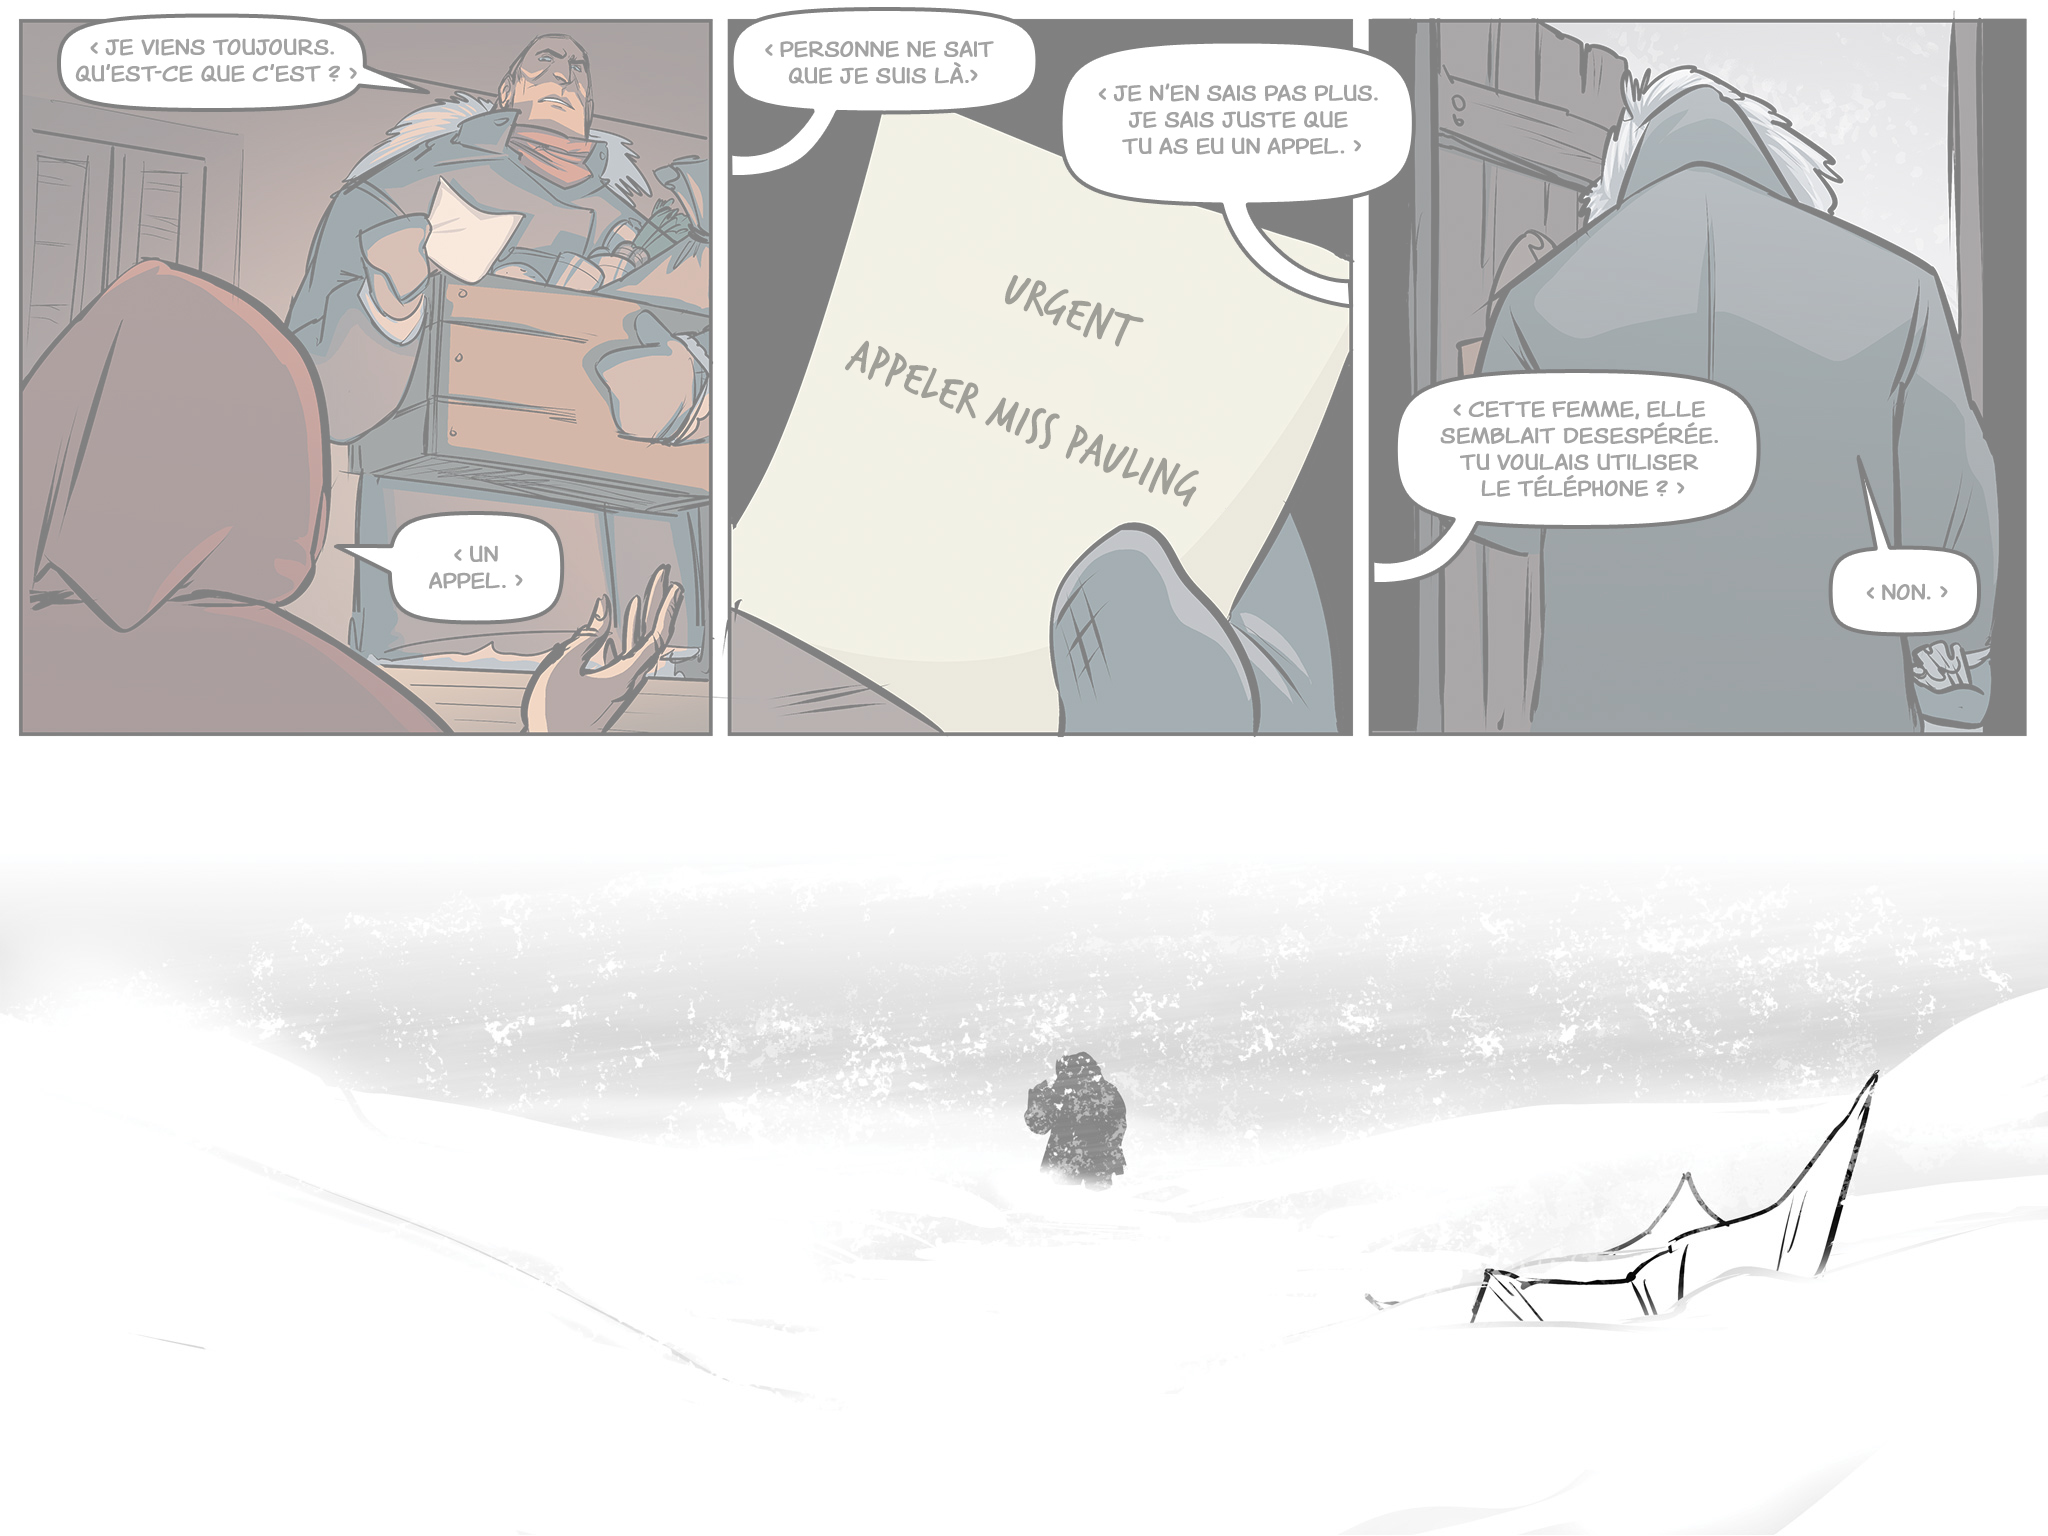 ‹ JE VIENS TOUJOURS.
QU'EST-CE QUE C'EST ? ›
‹ UN
APPEL. ›
‹ PERSONNE NE SAIT
QUE JE SUIS LÀ.›
‹ JE N'EN SAIS PAS PLUS.
JE SAIS JUSTE QUE
TU AS EU UN APPEL. ›
URGENT
APPELER MISS PAULING
‹ CETTE FEMME, ELLE
SEMBLAIT DESESPÉRÉE.
TU VOULAIS UTILISER
LE TÉLÉPHONE ? ›
‹ NON. ›